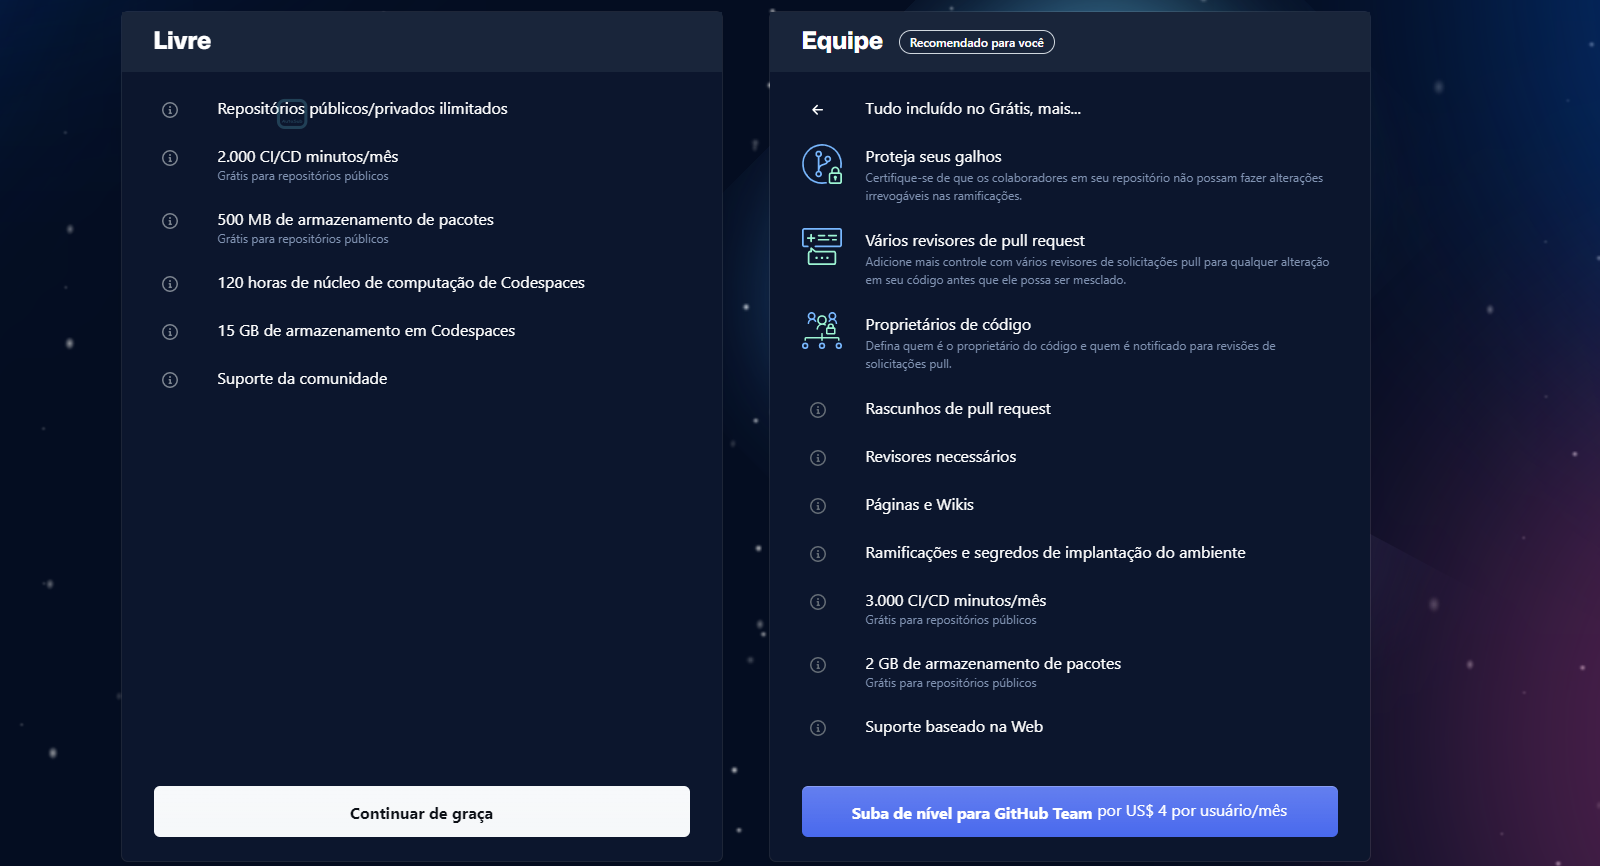 Livre
Repositórios públicos/privados ilimitados
2.000 CI/CD minutos/mês
Grátis para repositórios públicos
500 MB de armazenamento de pacotes
Grátis para repositórios públicos
120 horas de núcleo de computação de Codespaces
15 GB de armazenamento em Codespaces
Suporte da comunidade
Continuar de graça
Equipe Recomendado para você
Tudo incluído no Grátis, mais...
Proteja seus galhos
Certifique-se de que os colaboradores em seu repositório não possam fazer alterações
irrevogáveis nas ramificações.
Vários revisores de pull request
Adicione mais controle com vários revisores de solicitações pull para qualquer alteração
em seu código antes que ele possa ser mesclado.
Proprietários de código
Defina quem é o proprietário do código e quem é notificado para revisões de
solicitações pull.
Rascunhos de pull request
Revisores necessários
Páginas e Wikis
Ramificações e segredos de implantação do ambiente
3.000 CI/CD minutos/mês
Grátis para repositórios públicos
2 GB de armazenamento de pacotes
Grátis para repositórios públicos
Suporte baseado na Web
Suba de nível para GitHub Team por US$ 4 por usuário/mês